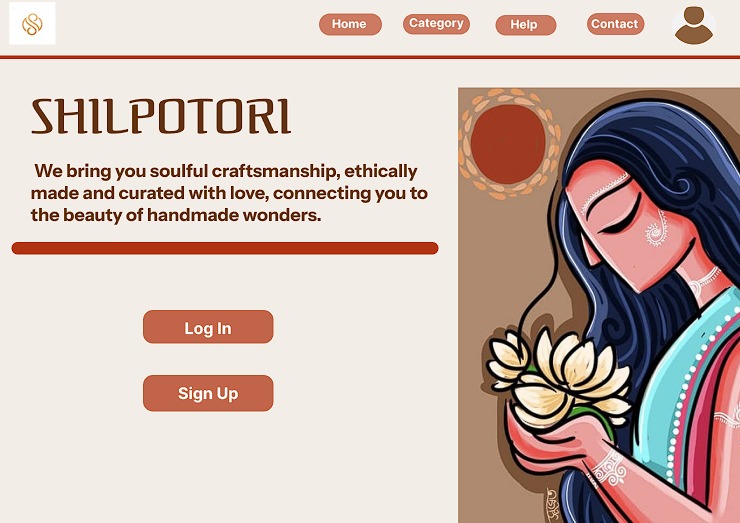 Home
Category
Help
Contact
SHILPOTORI
We bring you soulful craftsmanship, ethically
made and curated with love, connecting you to
the beauty of handmade wonders.
Log In
Sign Up